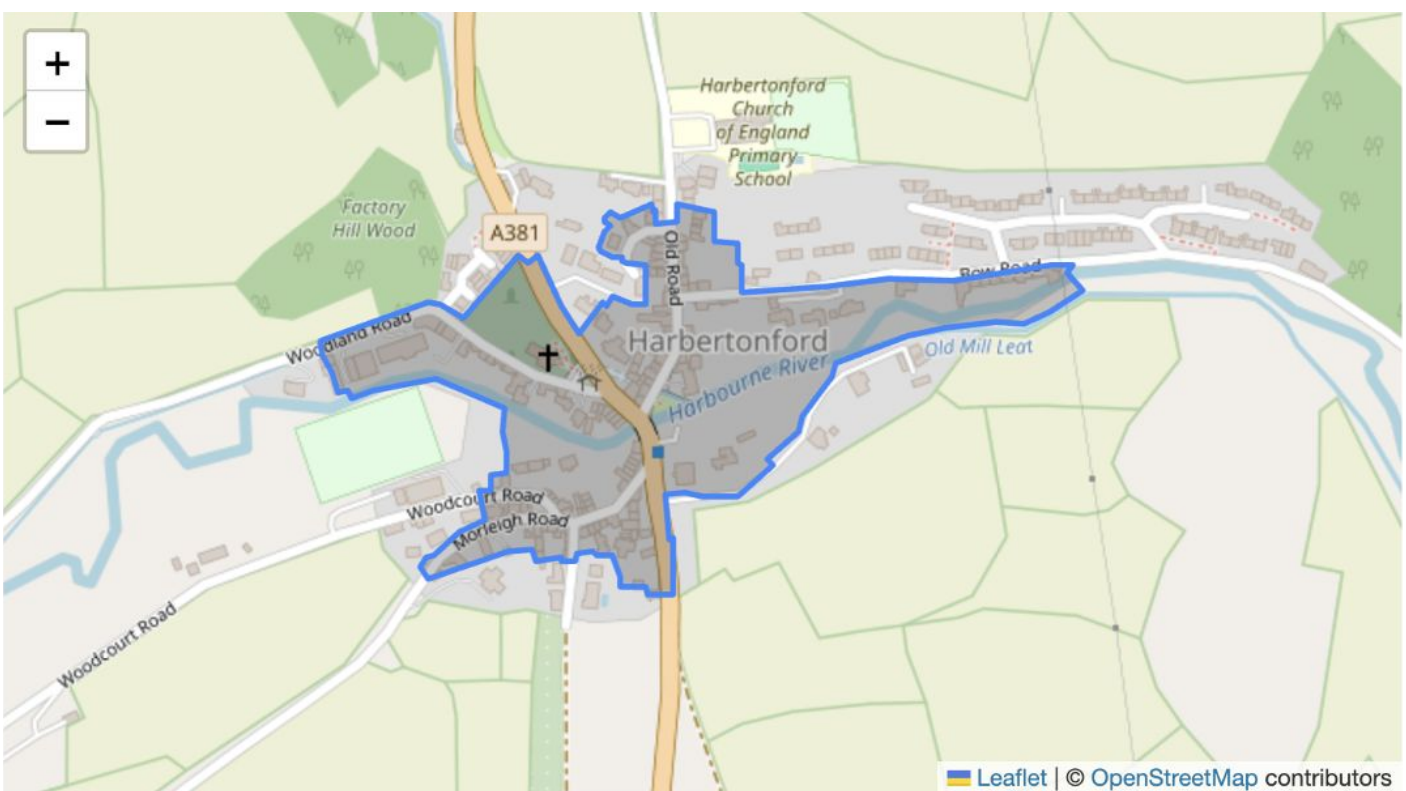 +
−
Harbertonford
Church
of England
Primary
School
Factory
Hill Wood
A381
Old Road
Bow Road
Woodland Road
Harbertonford
Old Mill Leat
Harbourne River
Woodcourt Road
Morleigh Road
Woodcourt Road
Leaflet | © OpenStreetMap contributors